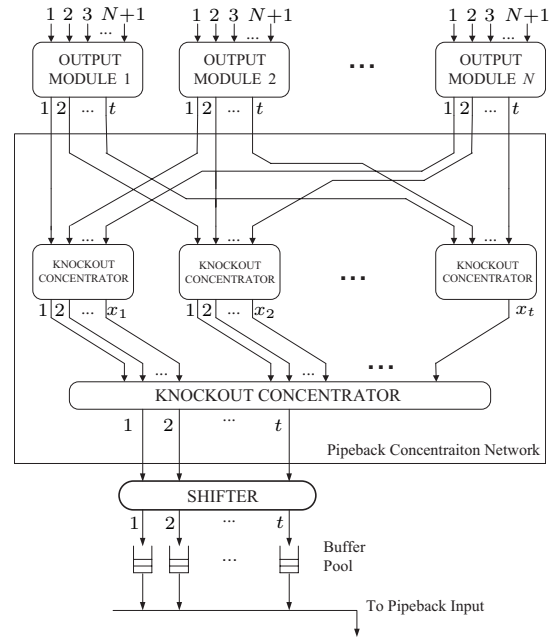 1 2 3 ... N+1 1 2 3 ... N+1 1 2 3 ... N+1
OUTPUT MODULE 1
OUTPUT MODULE 2
...
OUTPUT MODULE N
1 2 ... t 1 2 ... t 1 2 ... t
... ... ...
KNOCKOUT CONCENTRATOR
KNOCKOUT CONCENTRATOR
...
KNOCKOUT CONCENTRATOR
1 2 ... x1 1 2 ... x2 xt
... ... ...
KNOCKOUT CONCENTRATOR
1 2 ... t
Pipeback Concentraiton Network
SHIFTER
1 2 ... t
...
Buffer
Pool
To Pipeback Input